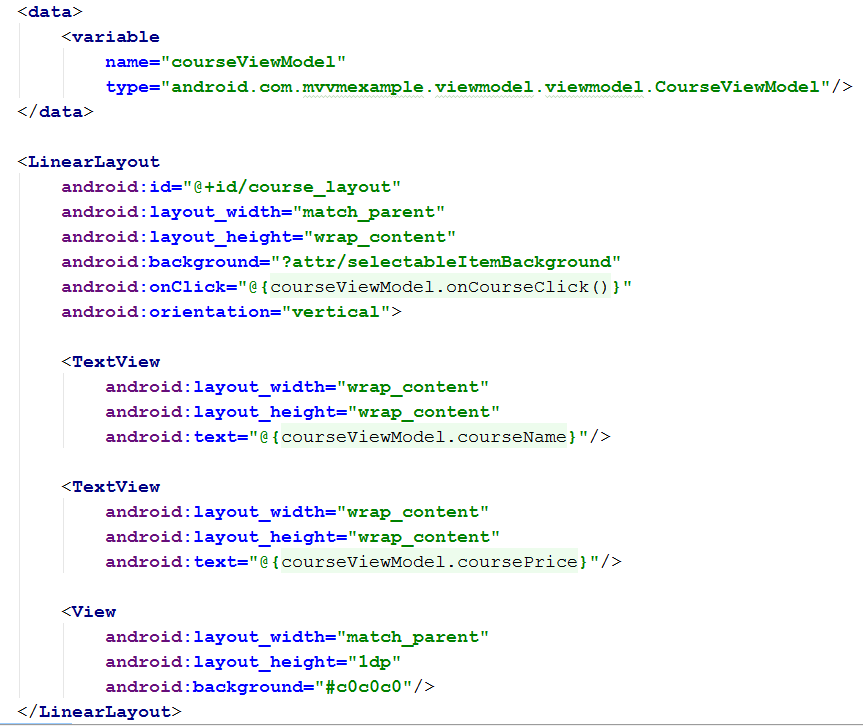 <data>
    <variable
        name="courseViewModel"
        type="android.com.mvvmexample.viewmodel.viewmodel.CourseViewModel"/>
</data>

<LinearLayout
    android:id="@+id/course_layout"
    android:layout_width="match_parent"
    android:layout_height="wrap_content"
    android:background="?attr/selectableItemBackground"
    android:onClick="@{courseViewModel.onCourseClick()}"
    android:orientation="vertical">

    <TextView
        android:layout_width="wrap_content"
        android:layout_height="wrap_content"
        android:text="@{courseViewModel.courseName}"/>

    <TextView
        android:layout_width="wrap_content"
        android:layout_height="wrap_content"
        android:text="@{courseViewModel.coursePrice}"/>

    <View
        android:layout_width="match_parent"
        android:layout_height="1dp"
        android:background="#c0c0c0"/>
</LinearLayout>